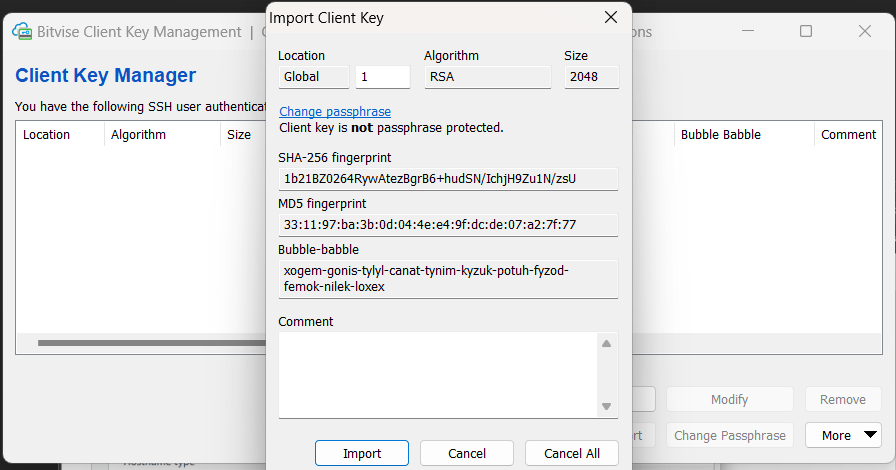 Bitvise Client Key Management
Import Client Key
Client Key Manager
You have the following SSH user
Location Algorithm Size Bubble Babble Comment
Location Algorithm Size
Global 1 RSA 2048
Change passphrase
Client key is not passphrase protected.
SHA-256 fingerprint
1b21BZ0264RywAtezBgrB6+hudSN/IchjH9Zu1N/zsU
MD5 fingerprint
33:11:97:ba:3b:0d:04:4e:e4:9f:dc:de:07:a2:7f:77
Bubble-babble
xogem-gonis-tylyl-canat-tynim-kyzuk-potuh-fyzod-
femok-nilek-loxex
Comment
Import Cancel Cancel All
Modify Remove
Change Passphrase More